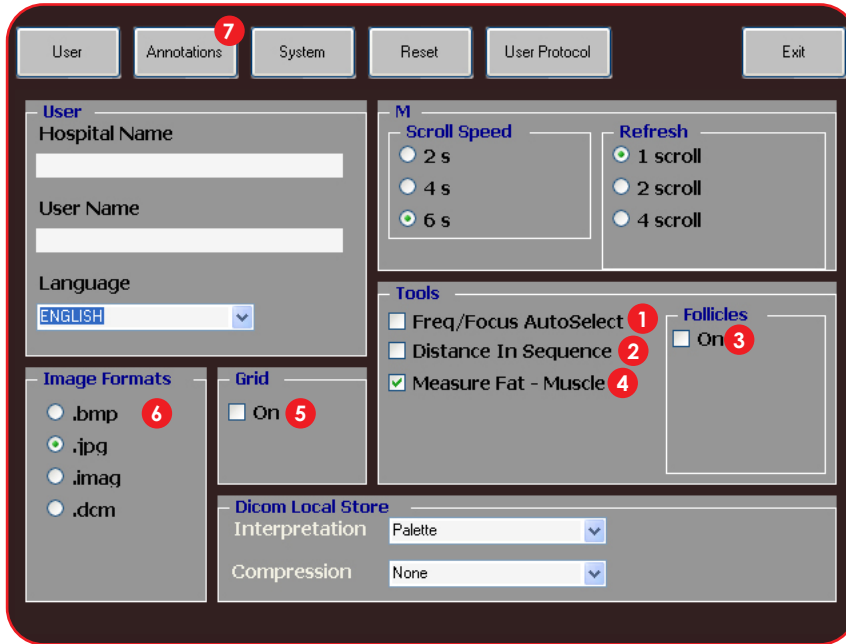 7
User Annotations System Reset User Protocol Exit
User
Hospital Name
User Name
Language
ENGLISH
M
Scroll Speed
2 s
4 s
6 s
Refresh
1 scroll
2 scroll
4 scroll
Tools
Freq/Focus AutoSelect 1
Distance In Sequence 2
Measure Fat - Muscle 4
Follicles
On 3
Image Formats
.bmp 6
.jpg
.imag
.dcm
Grid
On 5
Dicom Local Store
Interpretation Palette
Compression None